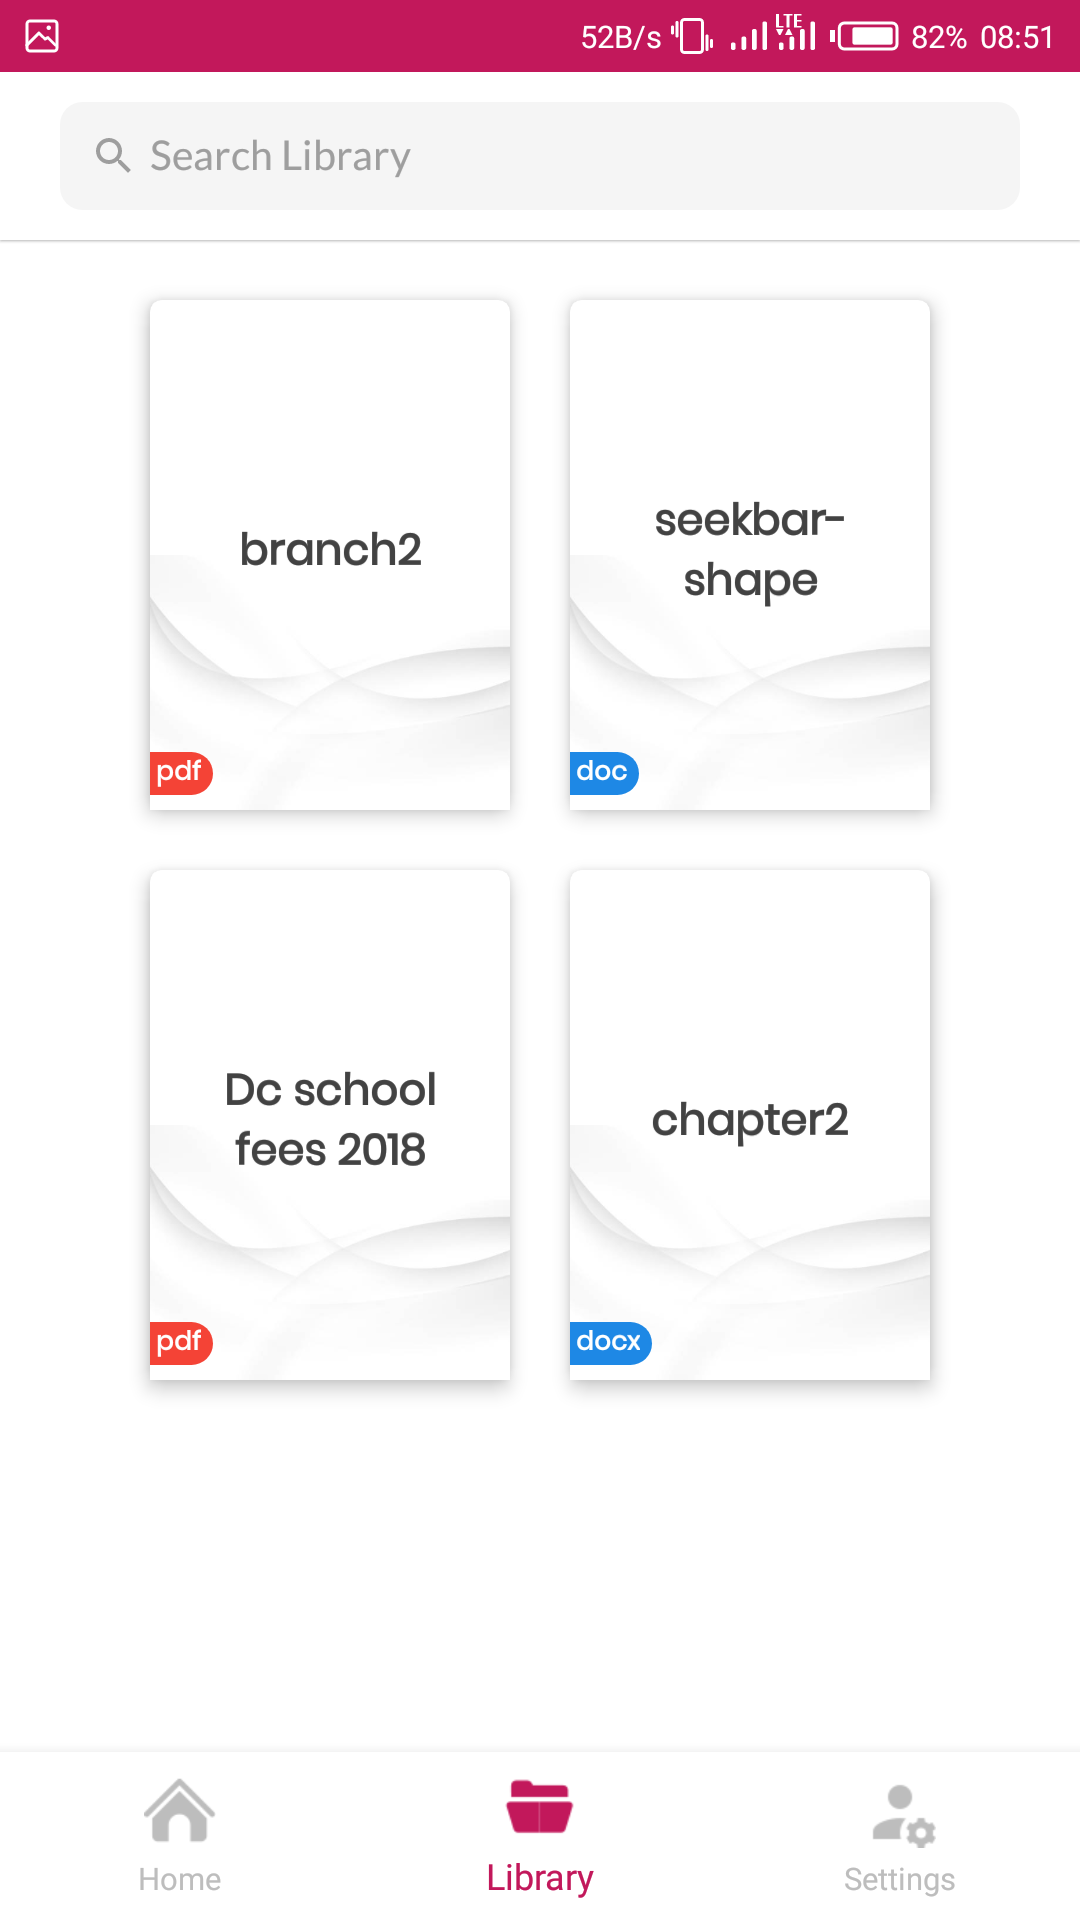 52B/s LTE 82% 08:51
Search Library
branch2
pdf
seekbar-
shape
doc
Dc school
fees 2018
pdf
chapter2
docx
Home
Library
Settings